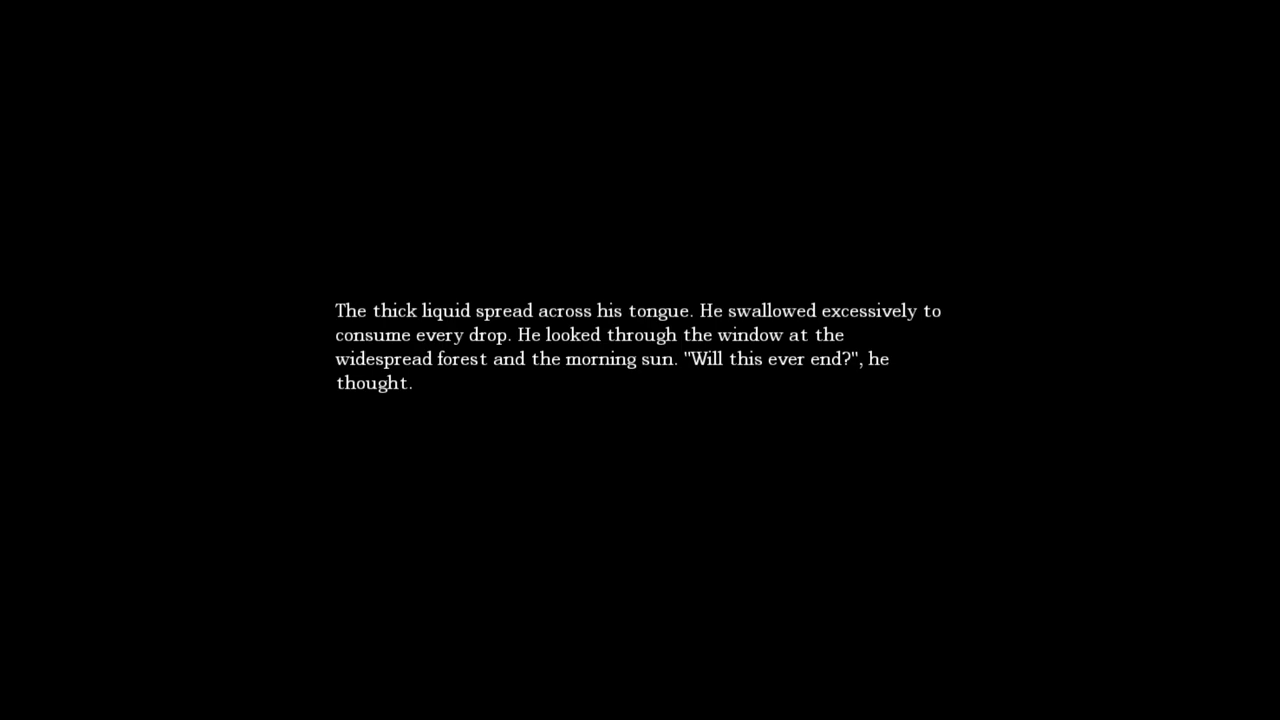 The thick liquid spread across his tongue. He swallowed excessively to
consume every drop. He looked through the window at the
widespread forest and the morning sun. "Will this ever end?", he
thought.